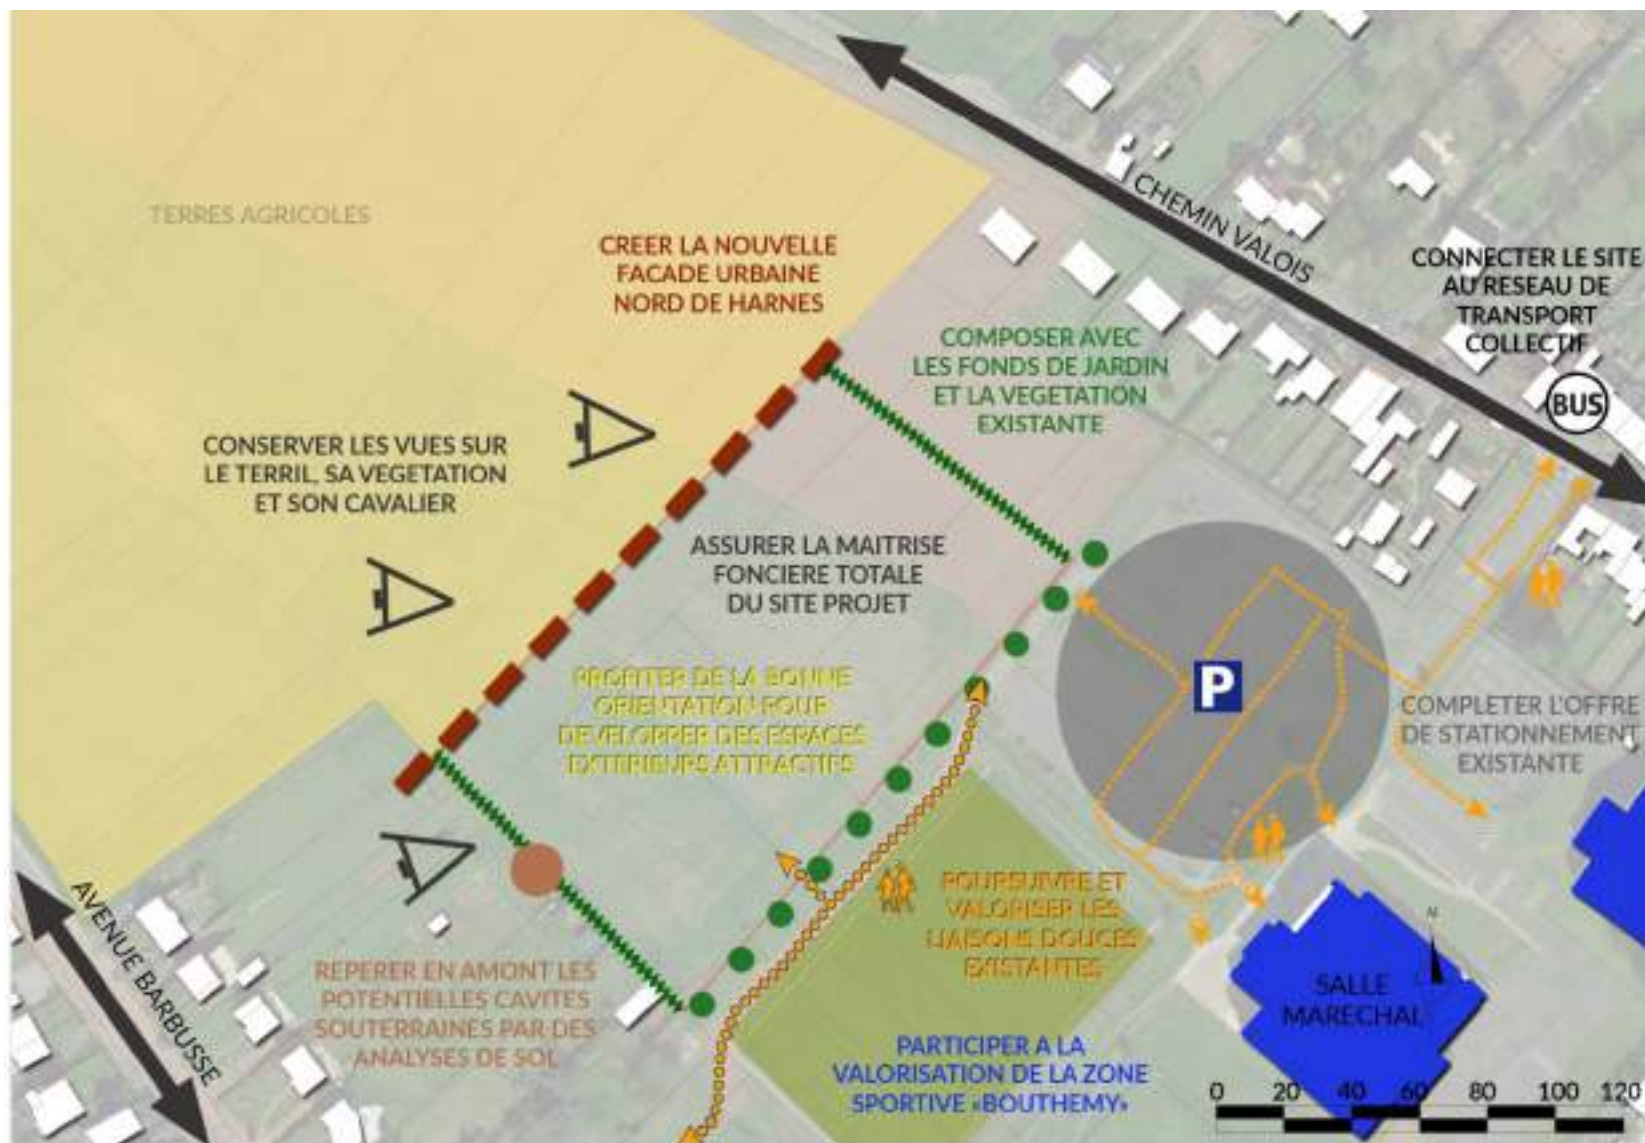 TERRES AGRICOLES
CREER LA NOUVELLE
FACADE URBAINE
NORD DE HARNES
CHEMIN VALOIS
CONNECTER LE SITE
AU RESEAU DE
TRANSPORT
COLLECTIF
BUS
COMPOSER AVEC
LES FONDS DE JARDIN
ET LA VEGETATION
EXISTANTE
CONSERVER LES VUES SUR
LE TERRIL, SA VEGETATION
ET SON CAVALIER
ASSURER LA MAITRISE
FONCIERE TOTALE
DU SITE PROJET
PROFITER DE LA BONNE
ORIENTATION POUR
DEVELOPPER DES ESPACES
EXTERIEURS ATTRACTIFS
P
COMPLETER L'OFFRE
DE STATIONNEMENT
EXISTANTE
AVENUE BARBUSSE
REPERER EN AMONT LES
POTENTIELLES CAVITES
SOUTERRAINES PAR DES
ANALYSES DE SOL
POURSUIVRE ET
VALORISER LES
LIAISONS DOUCES
EXISTANTES
N
SALLE
MARECHAL
PARTICIPER A LA
VALORISATION DE LA ZONE
SPORTIVE «BOUTHEMY»
0 20 40 60 80 100 120